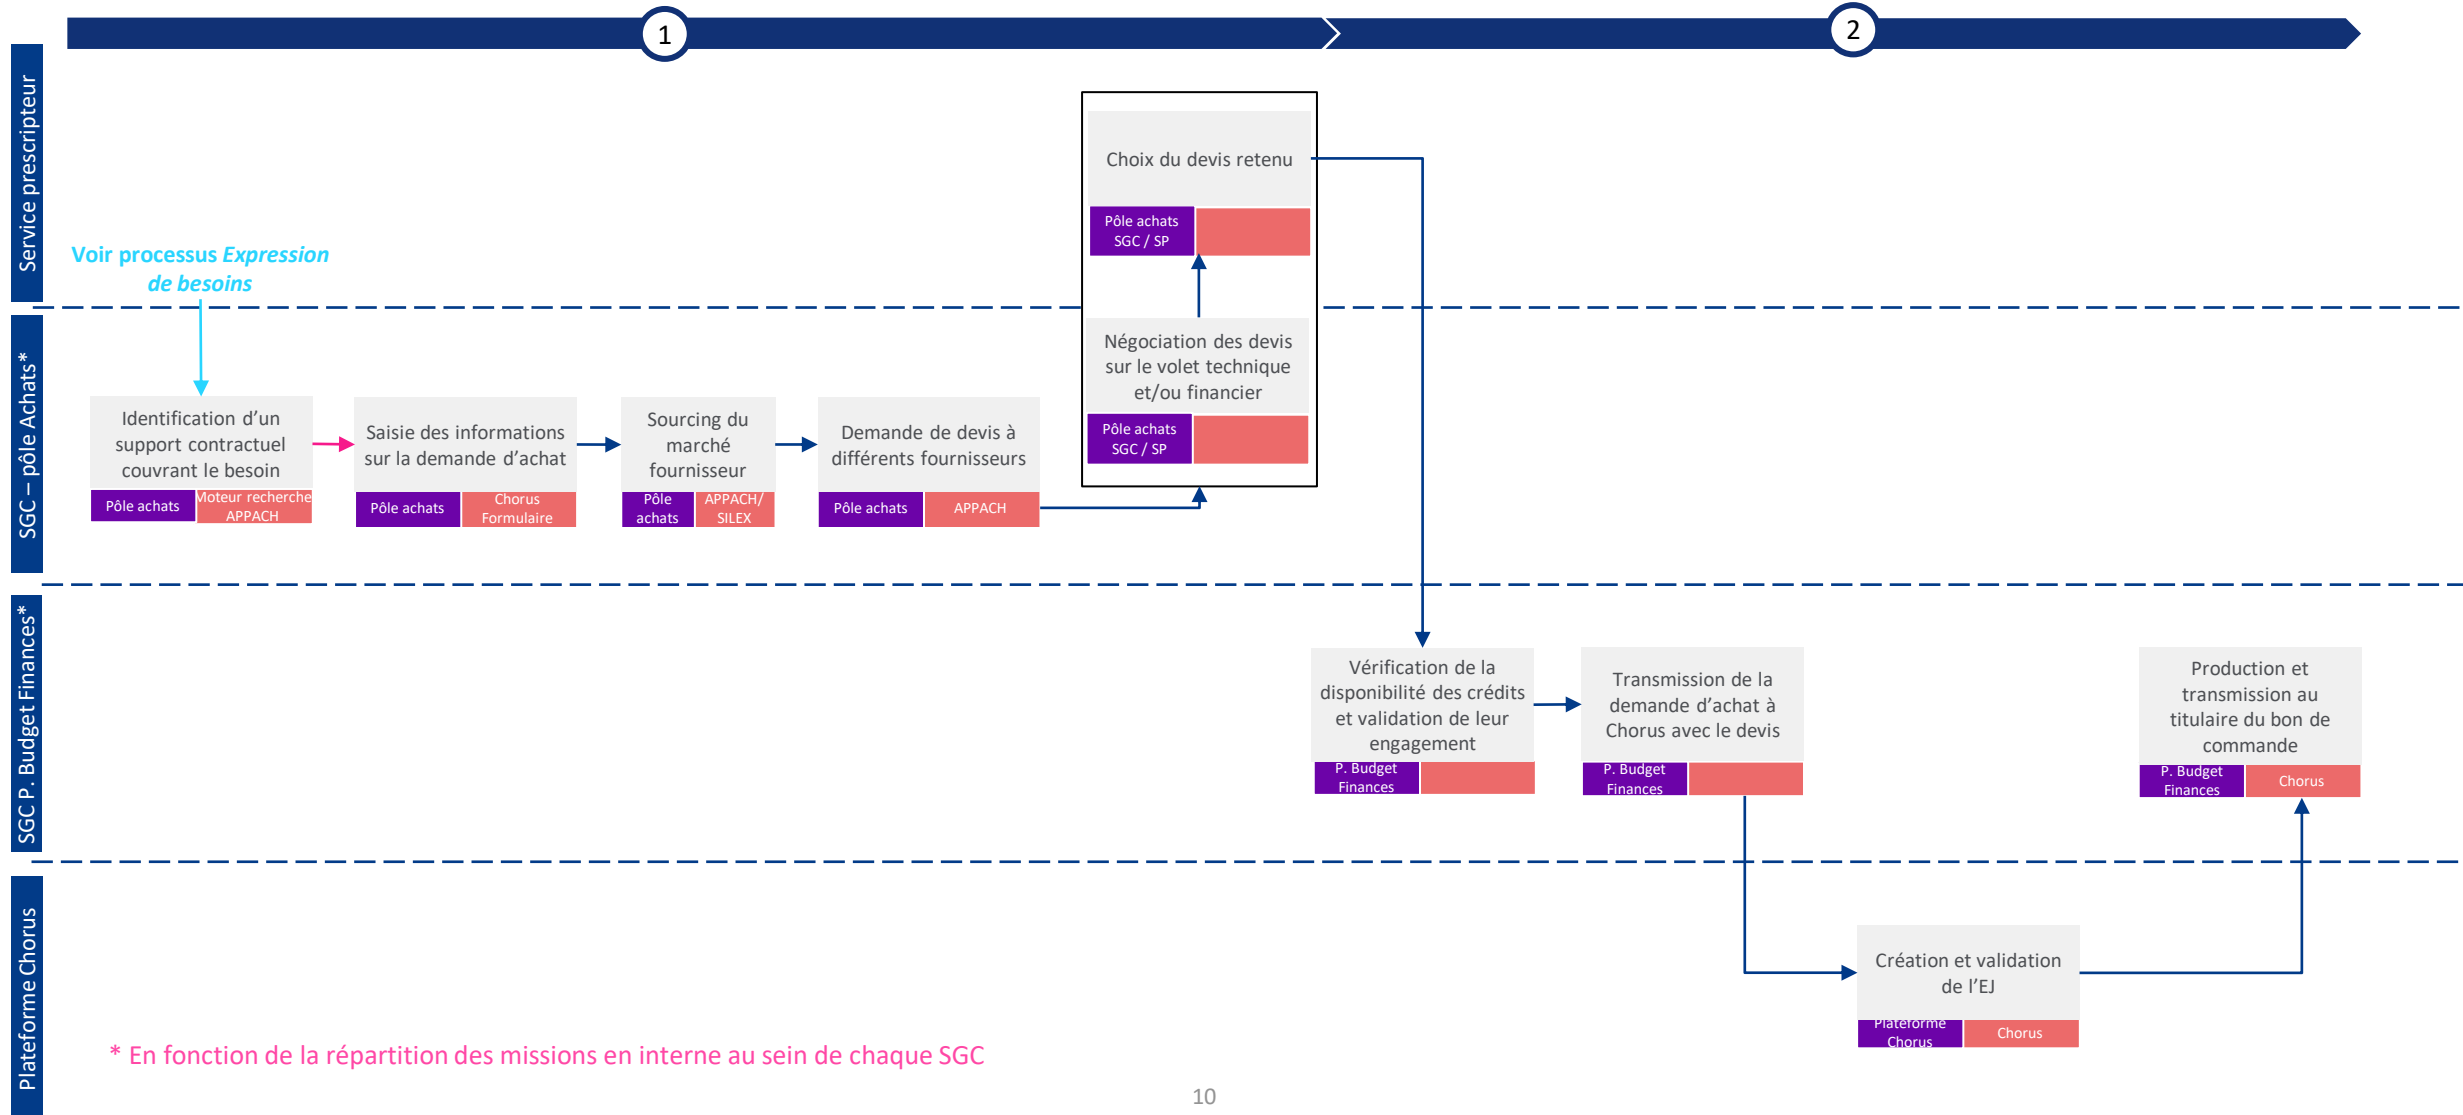 1
2
Service prescripteur
Choix du devis retenu
Pôle achats
SGC / SP
Voir processus Expression
de besoins
SGC – pôle Achats*
Identification d’un
support contractuel
couvrant le besoin
Pôle achats
Moteur recherche
APPACH
Saisie des informations
sur la demande d’achat
Pôle achats
Chorus
Formulaire
Sourcing du
marché
fournisseur
Pôle
achats
APPACH/
SILEX
Demande de devis à
différents fournisseurs
Pôle achats
APPACH
Négociation des devis
sur le volet technique
et/ou financier
Pôle achats
SGC / SP
SGC P. Budget Finances*
Vérification de la
disponibilité des crédits
et validation de leur
engagement
P. Budget
Finances
Transmission de la
demande d’achat à
Chorus avec le devis
P. Budget
Finances
Production et
transmission au
titulaire du bon de
commande
P. Budget
Finances
Chorus
Plateforme Chorus
Création et validation
de l’EJ
Plateforme
Chorus
Chorus
* En fonction de la répartition des missions en interne au sein de chaque SGC
10